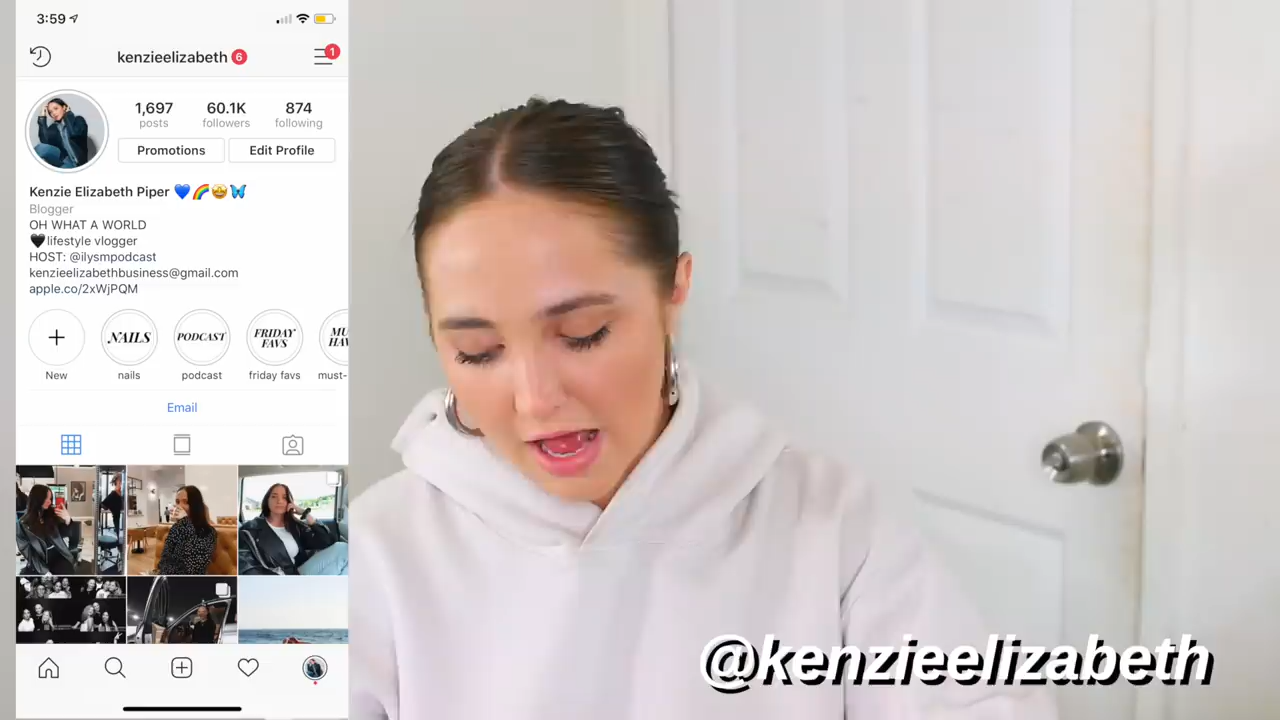 3:59
kenzieelizabeth 6
1
1,697 60.1K 874
posts followers following
Promotions Edit Profile
Kenzie Elizabeth Piper 💙🌈🤩🦋
Blogger
OH WHAT A WORLD
🖤lifestyle vlogger
HOST: @ilysmpodcast
kenzieelizabethbusiness@gmail.com
apple.co/2xWjPQM
NAILS PODCAST FRIDAY FAVS MU HAV
New nails podcast friday favs must-
Email
@kenzieelizabeth